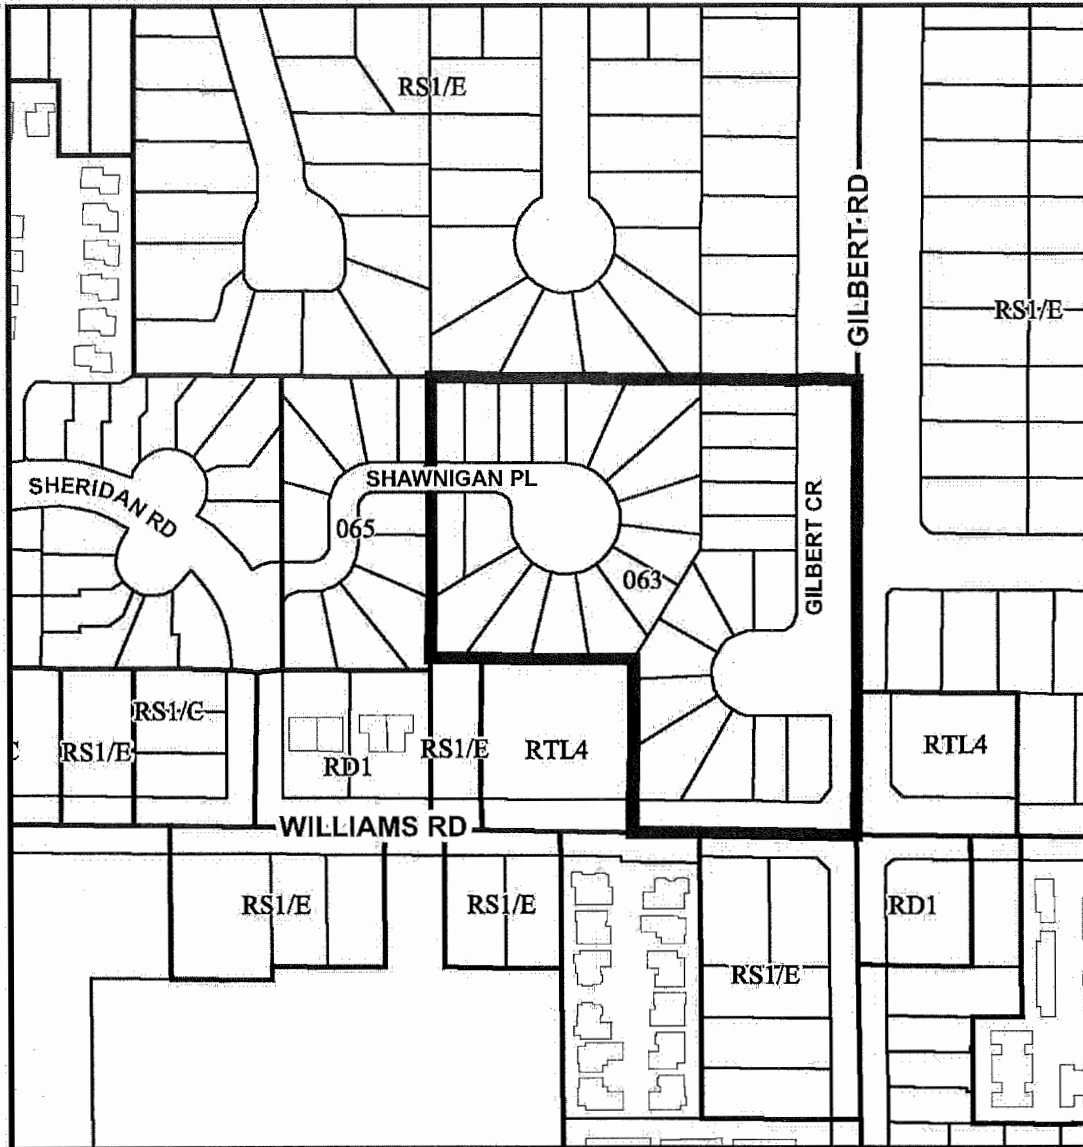 RS1/E
GILBERT RD
RS1/E
SHAWNIGAN PL
SHERIDAN RD
065
GILBERT CR
063
RS1/C
RS1/E
RD1
RS1/E
RTL4
RTL4
WILLIAMS RD
RS1/E
RS1/E
RD1
RS1/E